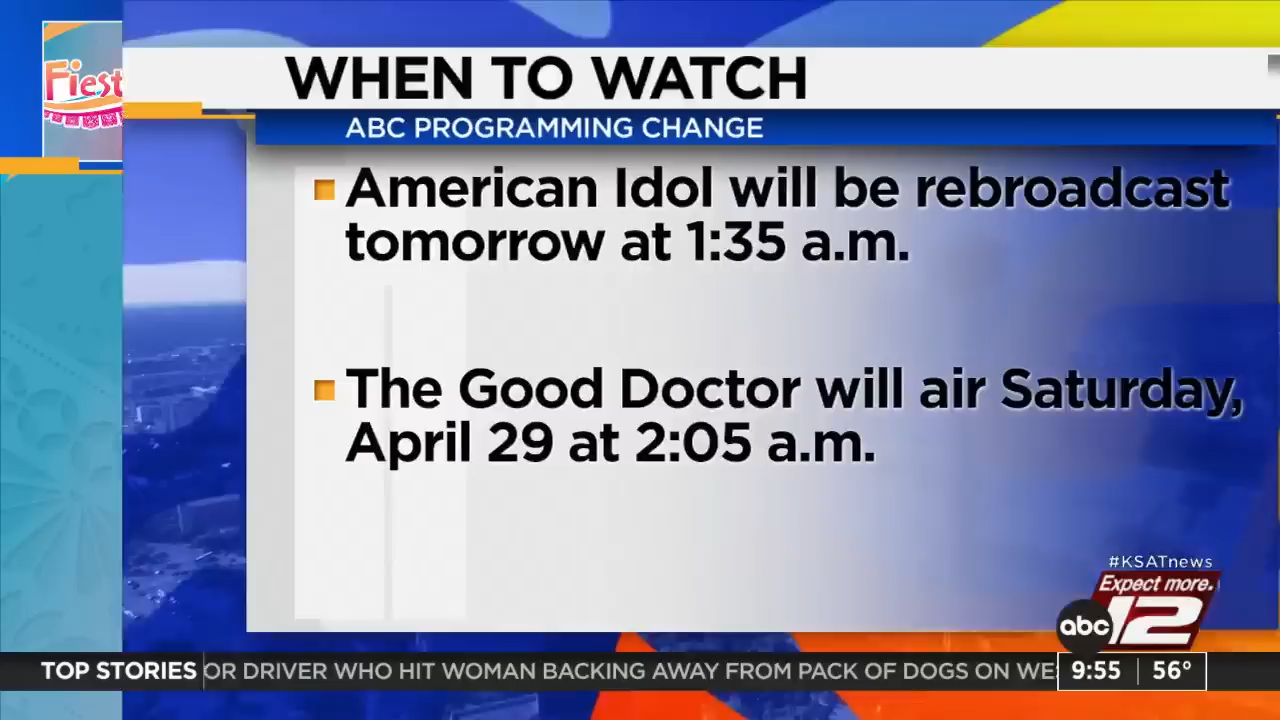 Fiest
WHEN TO WATCH
ABC PROGRAMMING CHANGE
American Idol will be rebroadcast
tomorrow at 1:35 a.m.
The Good Doctor will air Saturday,
April 29 at 2:05 a.m.
#KSATnews
Expect more.
abc 12
TOP STORIES OR DRIVER WHO HIT WOMAN BACKING AWAY FROM PACK OF DOGS ON WES 9:55 56°